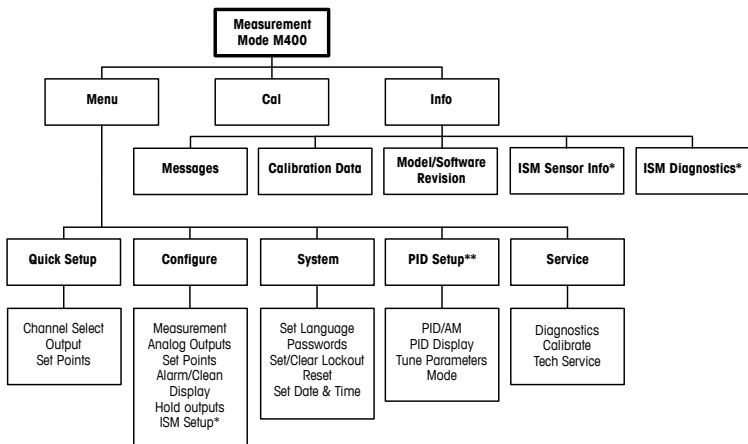 Measurement
Mode M400
Menu
Cal
Info
Messages
Calibration Data
Model/Software
Revision
ISM Sensor Info*
ISM Diagnostics*
Quick Setup
Configure
System
PID Setup**
Service
Channel Select
Output
Set Points
Measurement
Analog Outputs
Set Points
Alarm/Clean
Display
Hold outputs
ISM Setup*
Set Language
Passwords
Set/Clear Lockout
Reset
Set Date & Time
PID/AM
PID Display
Tune Parameters
Mode
Diagnostics
Calibrate
Tech Service